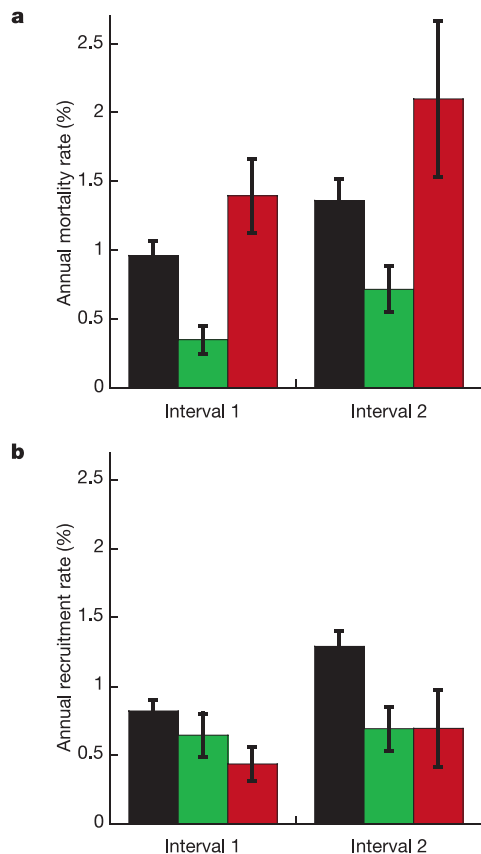 a
Annual mortality rate (%)
2.5
2
1.5
1
0.5
0
Interval 1 Interval 2
b
Annual recruitment rate (%)
2.5
2
1.5
1
0.5
0
Interval 1 Interval 2